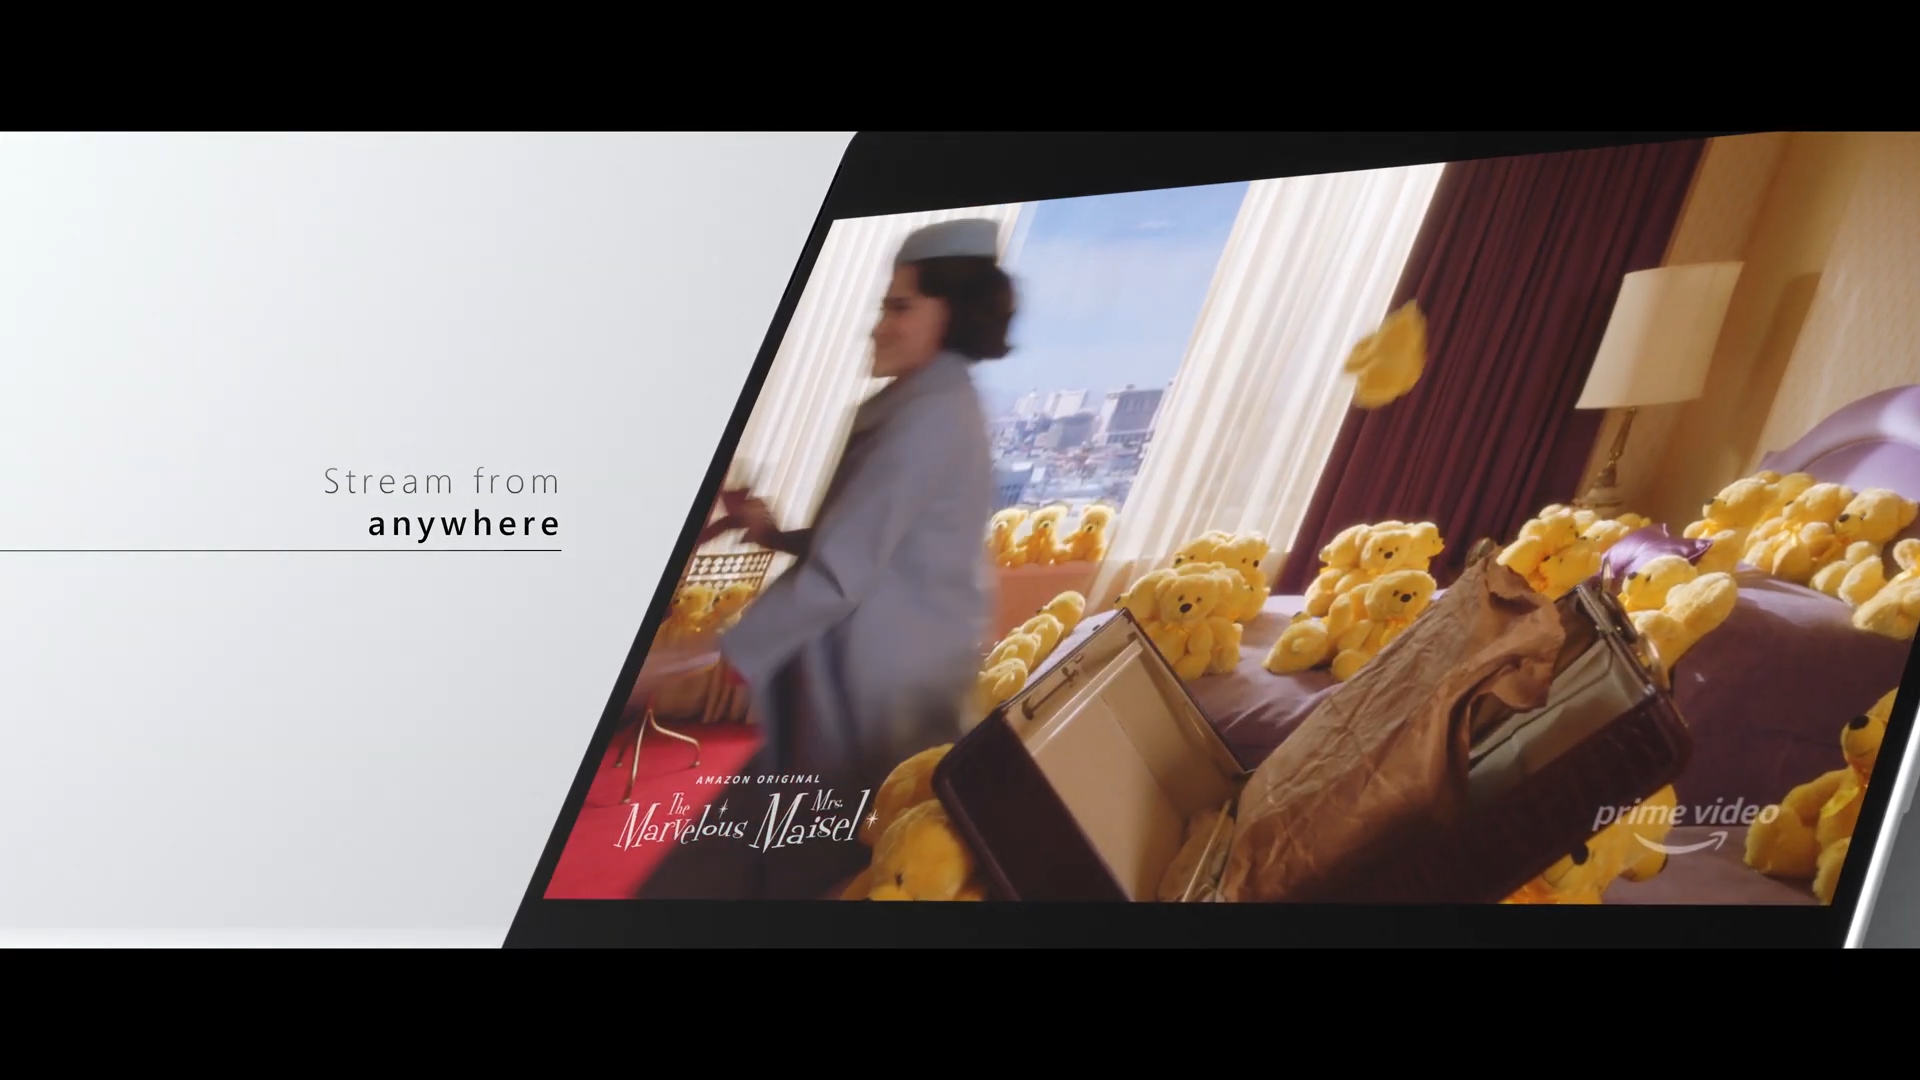 Stream from
anywhere
AMAZON ORIGINAL
The Marvelous Mrs. Maisel
prime video